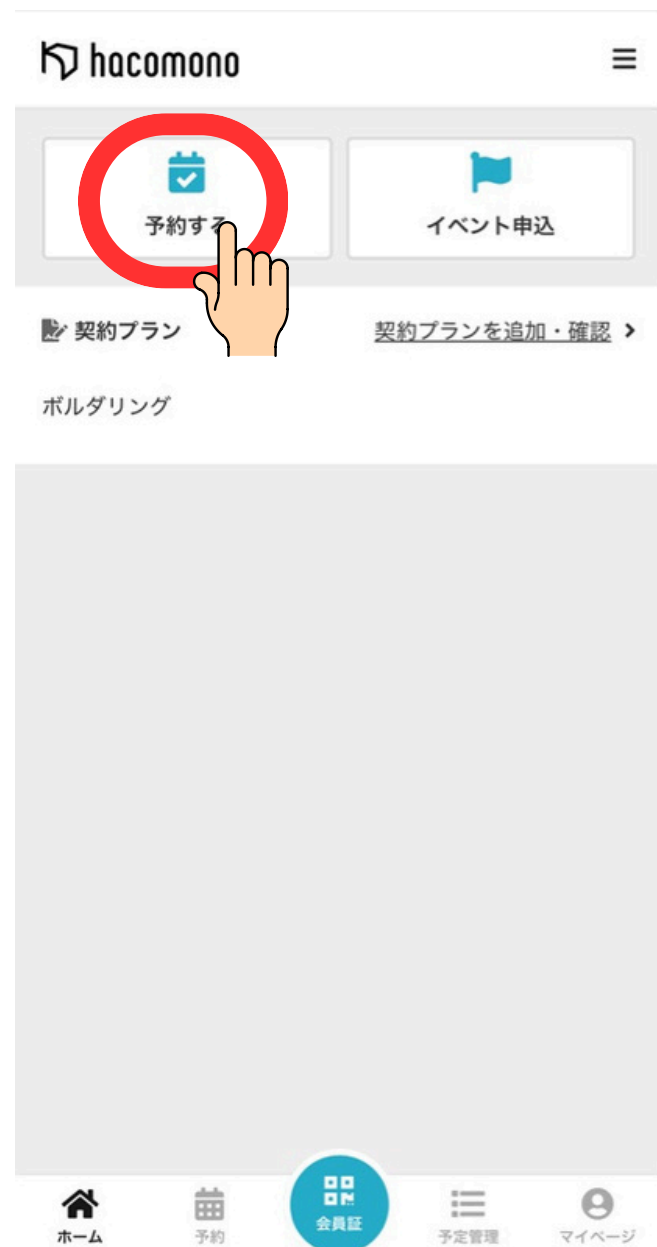 hacomono
予約する
イベント申込
契約プラン
契約プランを追加・確認
ボルダリング
ホーム
予約
会員証
予定管理
マイページ